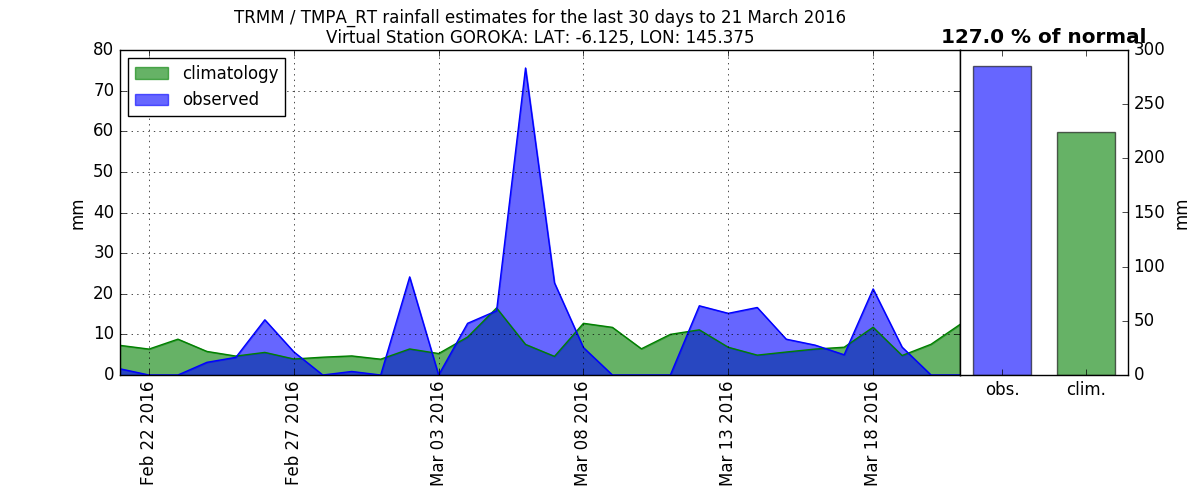 TRMM / TMPA_RT rainfall estimates for the last 30 days to 21 March 2016
Virtual Station GOROKA: LAT: -6.125, LON: 145.375
127.0 % of normal
climatology
observed
80
70
60
50
40
30
20
10
0
mm
Feb 22 2016
Feb 27 2016
Mar 03 2016
Mar 08 2016
Mar 13 2016
Mar 18 2016
300
250
200
150
100
50
0
mm
obs.
clim.